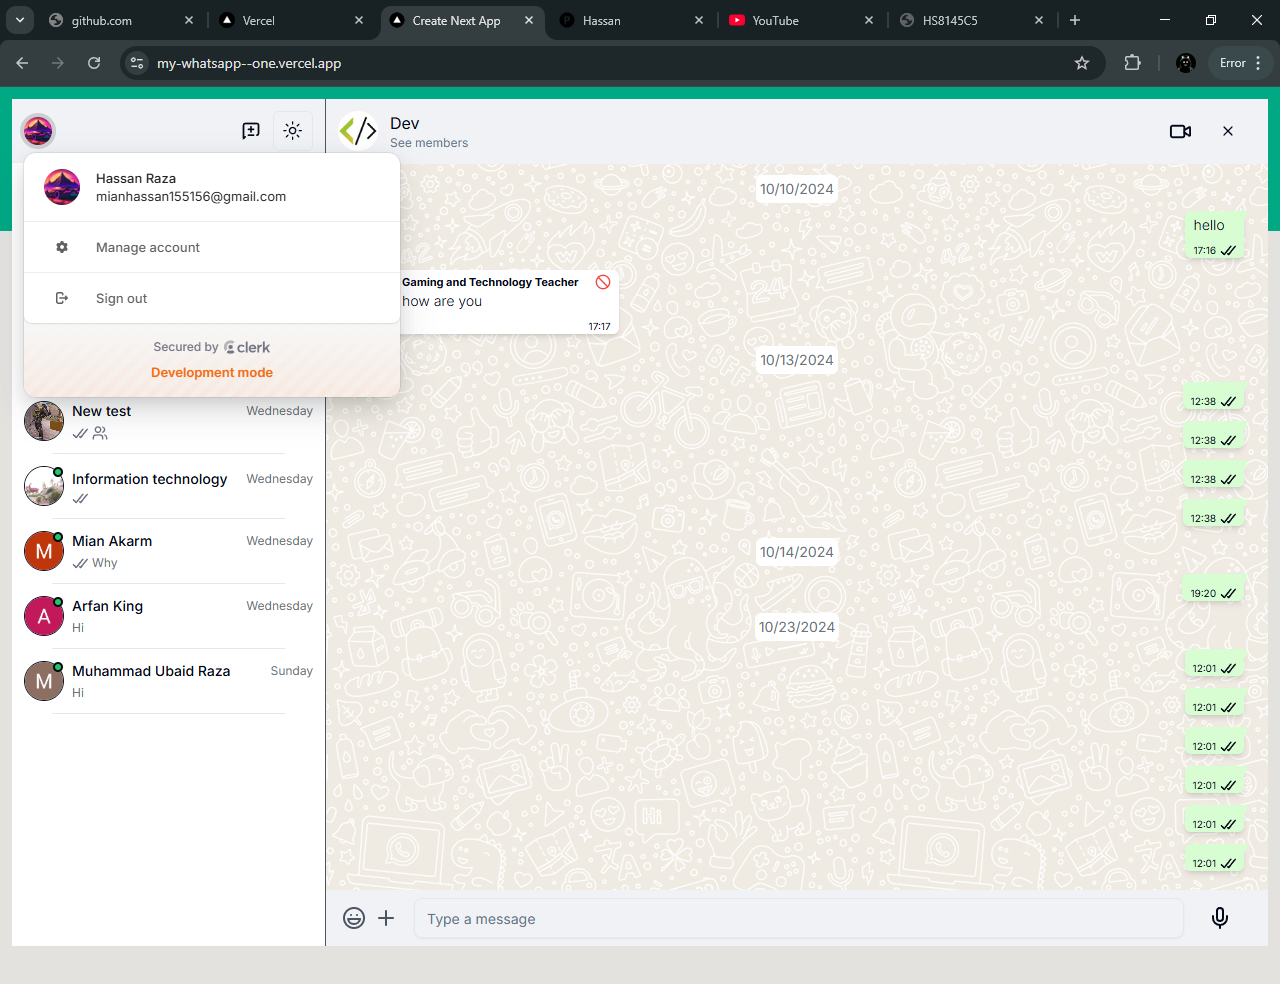 github.com
Vercel
Create Next App
Hassan
YouTube
HS8145C5
my-whatsapp--one.vercel.app
Error
Dev
See members
Hassan Raza
mianhassan155156@gmail.com
Manage account
Sign out
Secured by clerk
Development mode
New test
Wednesday
Information technology
Wednesday
Mian Akarm
Wednesday
M
Why
Arfan King
Wednesday
A
Hi
Muhammad Ubaid Raza
Sunday
M
Hi
10/10/2024
hello
17:16
Gaming and Technology Teacher
how are you
17:17
10/13/2024
12:38
12:38
12:38
12:38
10/14/2024
19:20
10/23/2024
12:01
12:01
12:01
12:01
12:01
12:01
Type a message